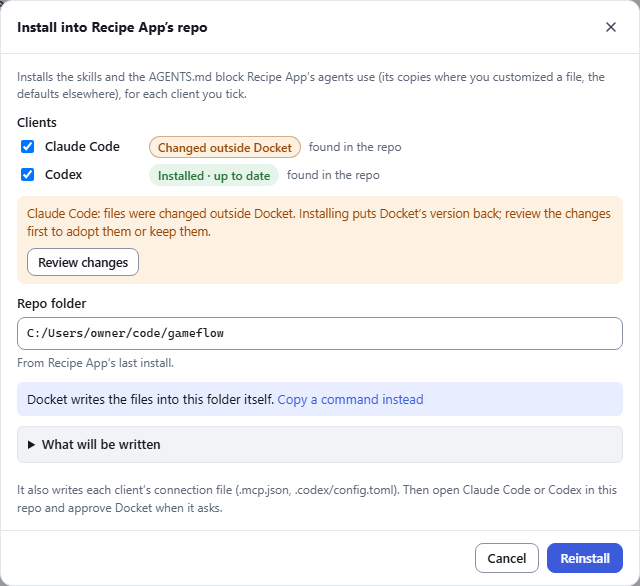 Install into Recipe App's repo
Installs the skills and the AGENTS.md block Recipe App's agents use (its copies where you customized a file, the
defaults elsewhere), for each client you tick.
Clients
Claude Code Changed outside Docket found in the repo
Codex Installed · up to date found in the repo
Claude Code: files were changed outside Docket. Installing puts Docket's version back; review the changes
first to adopt them or keep them.
Review changes
Repo folder
C:/Users/owner/code/gameflow
From Recipe App's last install.
Docket writes the files into this folder itself. Copy a command instead
What will be written
It also writes each client's connection file (.mcp.json, .codex/config.toml). Then open Claude Code or Codex in this
repo and approve Docket when it asks.
Cancel Reinstall